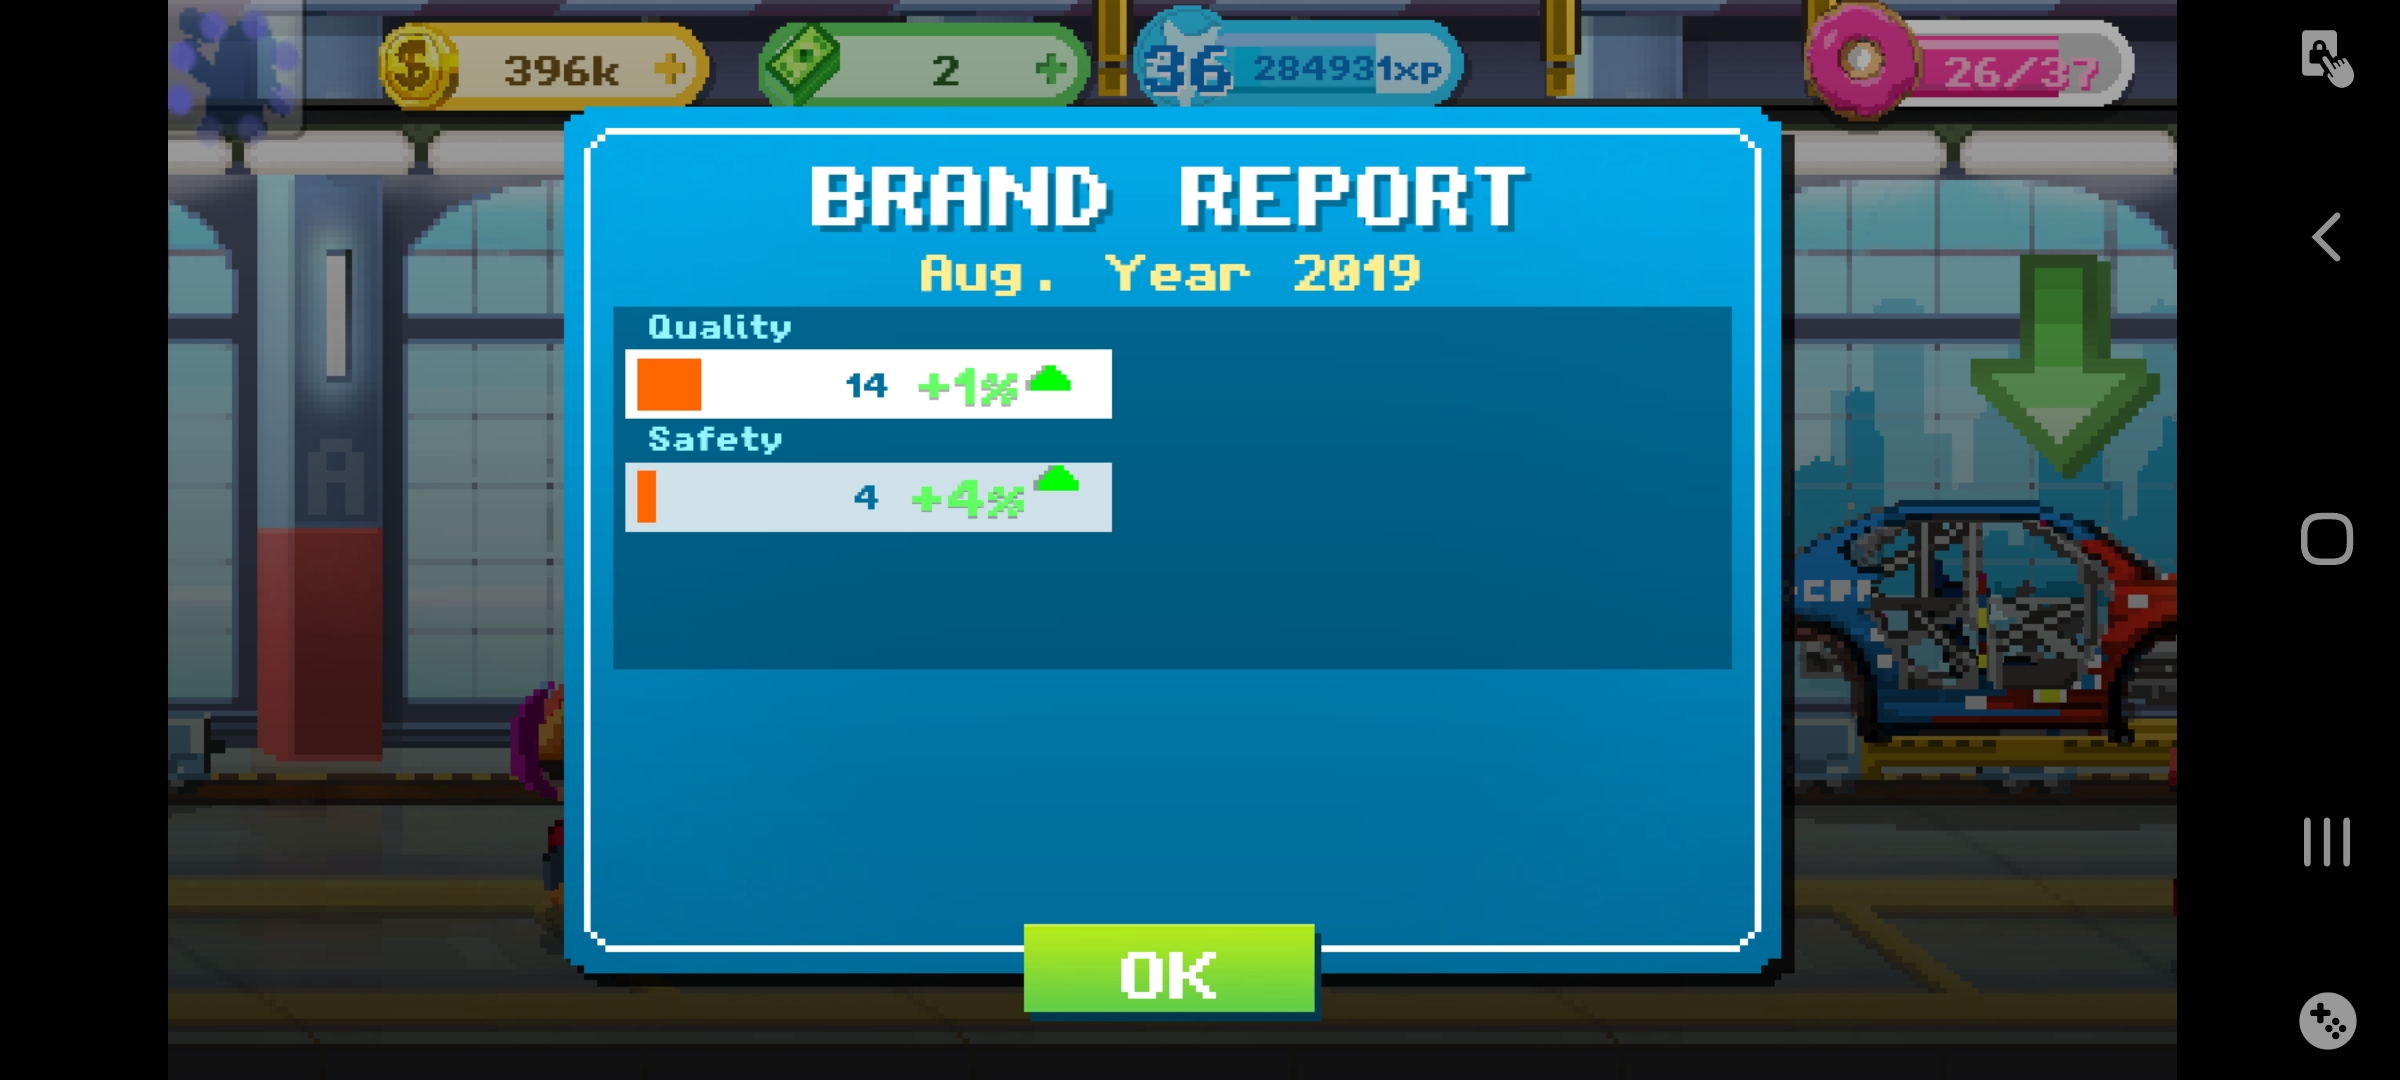 396k +
2 +
36 284931xp
26/37
BRAND REPORT
Aug. Year 2019
Quality
14 +1%
Safety
4 +4%
A
OK